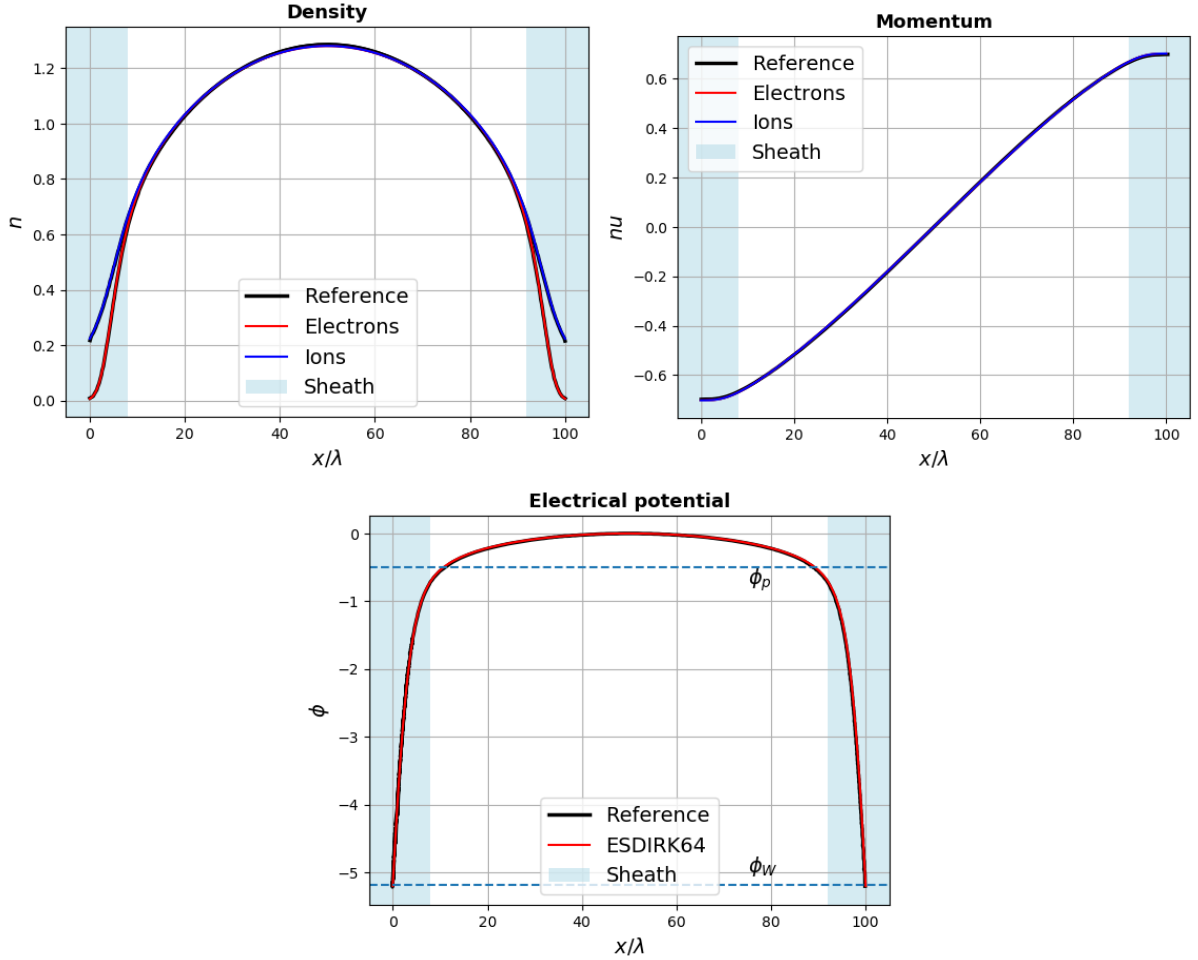 Density
n
1.2
1.0
0.8
0.6
0.4
0.2
0.0
Reference
Electrons
Ions
Sheath
0 20 40 60 80 100
x/λ
Momentum
nu
0.6
0.4
0.2
0.0
−0.2
−0.4
−0.6
Reference
Electrons
Ions
Sheath
0 20 40 60 80 100
x/λ
Electrical potential
ϕ
0
−1
−2
−3
−4
−5
ϕp
ϕW
Reference
ESDIRK64
Sheath
0 20 40 60 80 100
x/λ